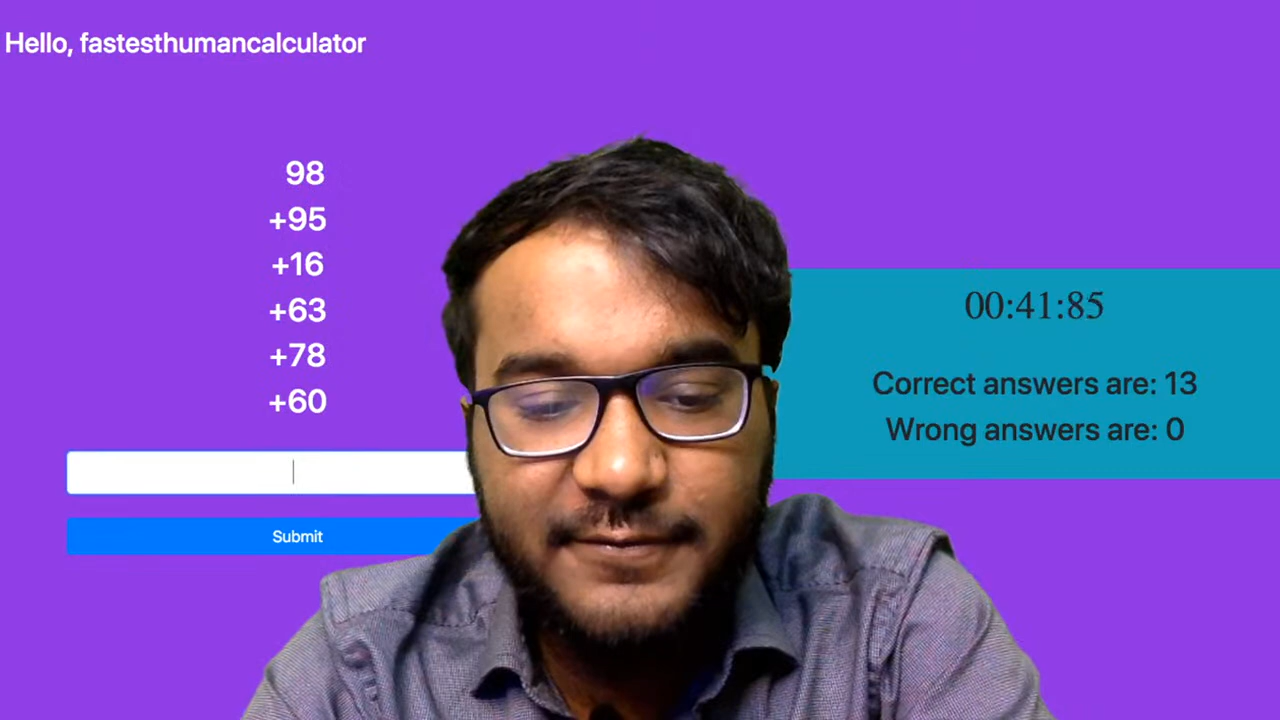 Hello, fastesthumancalculator
98
+95
+16
+63
+78
+60
Submit
00:41:85
Correct answers are: 13
Wrong answers are: 0